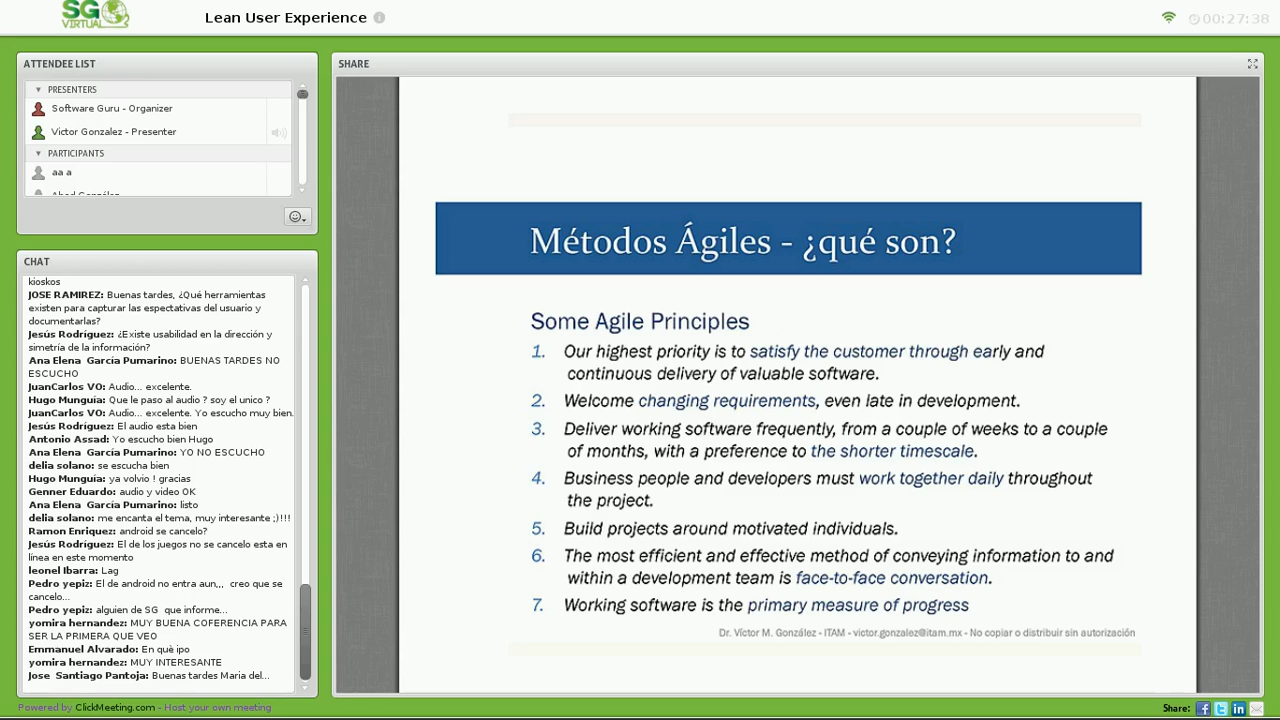 SG
VIRTUAL
Lean User Experience
00:27:38
ATTENDEE LIST
PRESENTERS
Software Guru - Organizer
Victor Gonzalez - Presenter
PARTICIPANTS
aa a
Abad González
CHAT
kioskos
JOSE RAMIREZ: Buenas tardes, ¿Qué herramientas
existen para capturar las espectativas del usuario y
documentarlas?
Jesús Rodríguez: ¿Existe usabilidad en la dirección y
simetría de la información?
Ana Elena García Pumarino: BUENAS TARDES NO
ESCUCHO
JuanCarlos VO: Audio... excelente.
Hugo Munguía: Que le paso al audio ? soy el unico ?
JuanCarlos VO: Audio... excelente. Yo escucho muy bien.
Jesús Rodríguez: El audio esta bien
Antonio Assad: Yo escucho bien Hugo
Ana Elena García Pumarino: YO NO ESCUCHO
delia solano: se escucha bien
Hugo Munguía: ya volvio ! gracias
Genner Eduardo: audio y video OK
Ana Elena García Pumarino: listo
delia solano: me encanta el tema, muy interesante ;)!!!
Ramon Enriquez: android se cancelo?
Jesús Rodríguez: El de los juegos no se cancelo esta en
línea en este momento
leonel Ibarra: Lag
Pedro yepiz: El de android no entra aun,,, creo que se
cancelo...
Pedro yepiz: alguien de SG que informe...
yomira hernandez: MUY BUENA COFERENCIA PARA
SER LA PRIMERA QUE VEO
Emmanuel Alvarado: En què ipo
yomira hernandez: MUY INTERESANTE
Jose Santiago Pantoja: Buenas tardes Maria del...
SHARE
Métodos Ágiles - ¿qué son?
Some Agile Principles
1. Our highest priority is to satisfy the customer through early and
continuous delivery of valuable software.
2. Welcome changing requirements, even late in development.
3. Deliver working software frequently, from a couple of weeks to a couple
of months, with a preference to the shorter timescale.
4. Business people and developers must work together daily throughout
the project.
5. Build projects around motivated individuals.
6. The most efficient and effective method of conveying information to and
within a development team is face-to-face conversation.
7. Working software is the primary measure of progress
Dr. Víctor M. González - ITAM - victor.gonzalez@itam.mx - No copiar o distribuir sin autorización
Powered by ClickMeeting.com - Host your own meeting
Share: